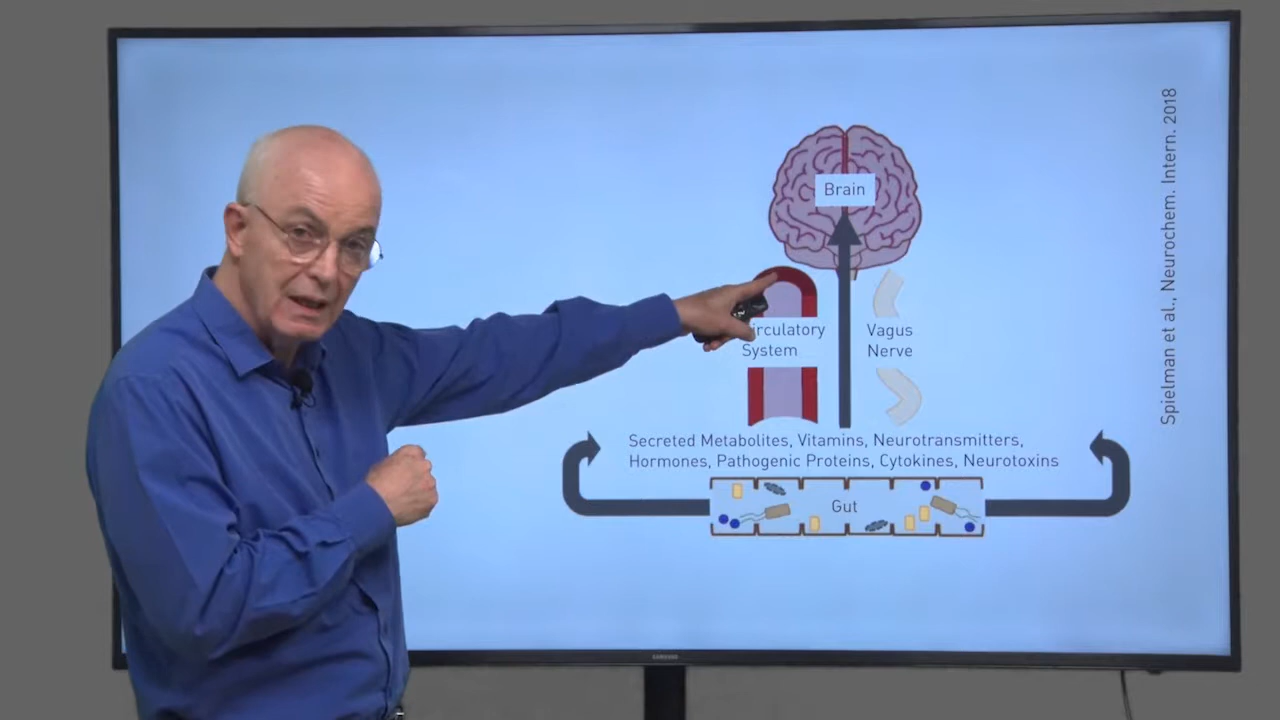 Brain
irculatory
System
Vagus
Nerve
Secreted Metabolites, Vitamins, Neurotransmitters,
Hormones, Pathogenic Proteins, Cytokines, Neurotoxins
Gut
Spielman et al., Neurochem. Intern. 2018
SAMSUNG